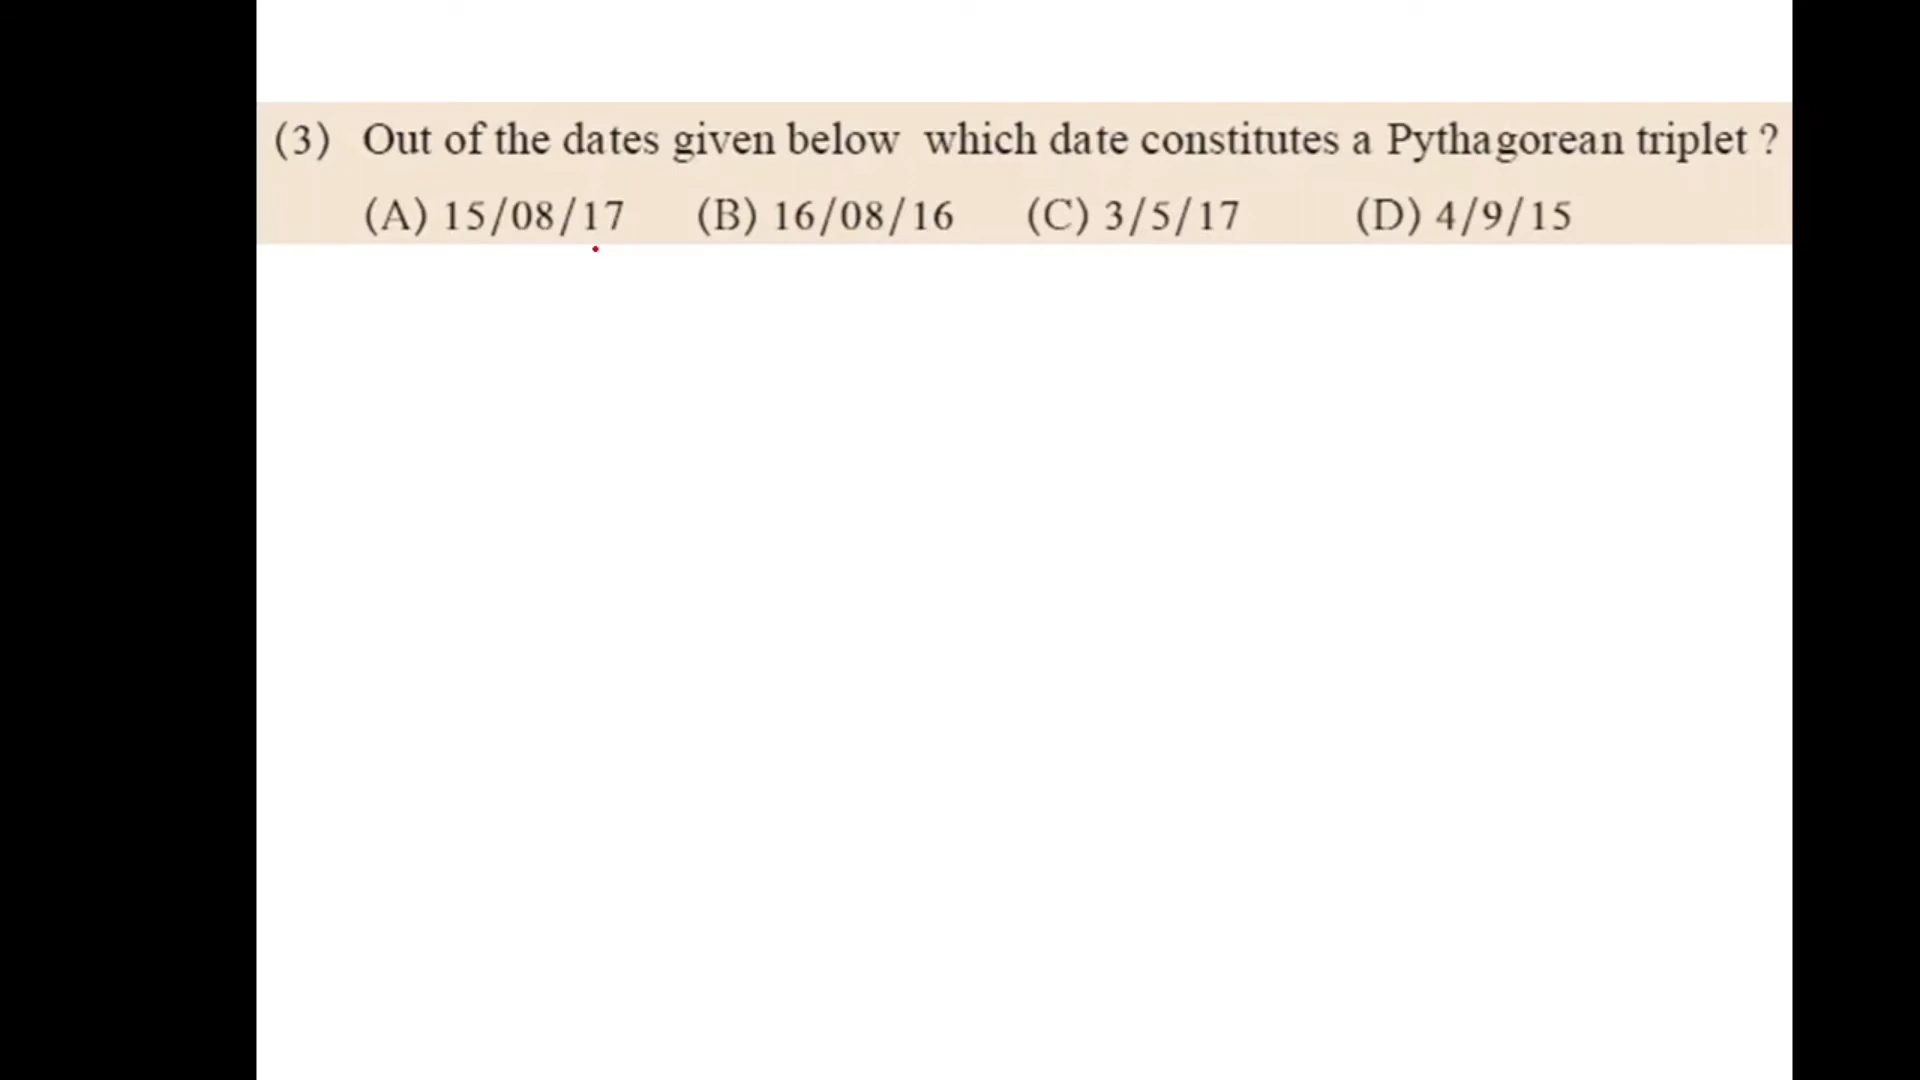 (3) Out of the dates given below which date constitutes a Pythagorean triplet ?
(A) 15/08/17 (B) 16/08/16 (C) 3/5/17 (D) 4/9/15